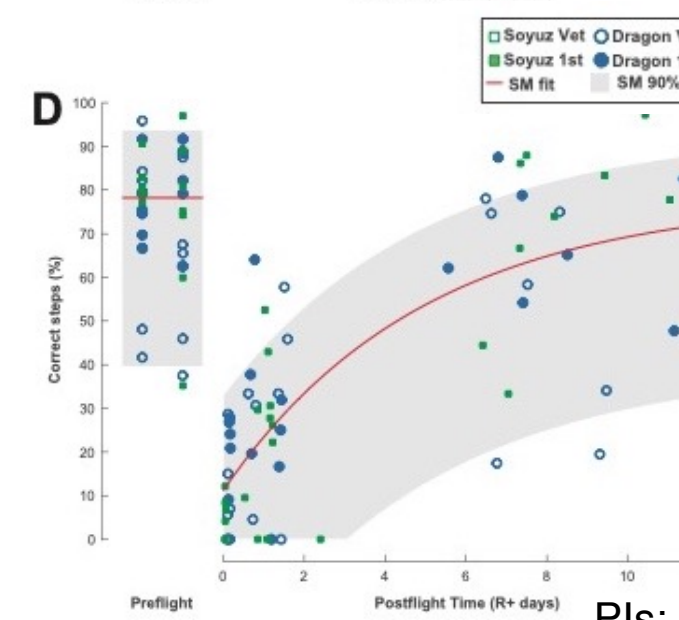 Soyuz Vet Dragon V
Soyuz 1st Dragon
SM fit SM 90%
D
100
90
80
70
60
50
40
30
20
10
0
Correct steps (%)
0 2 4 6 8 10
Preflight Postflight Time (R+ days)
PIs: